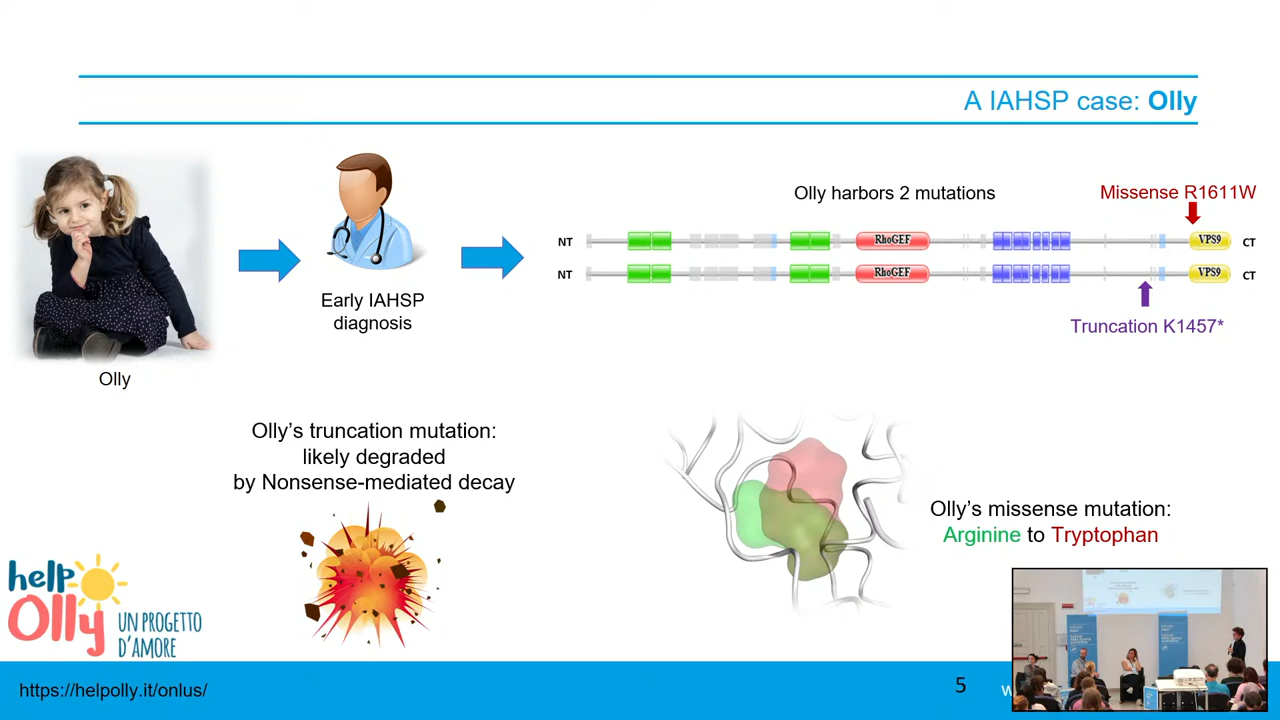 A IAHSP case: Olly
Olly harbors 2 mutations
Missense R1611W
NT
RhoGEF
VPS9
CT
NT
RhoGEF
VPS9
CT
Truncation K1457*
Early IAHSP
diagnosis
Olly
Olly’s truncation mutation:
likely degraded
by Nonsense-mediated decay
Olly’s missense mutation:
Arginine to Tryptophan
help
Olly
UN PROGETTO
D’AMORE
https://helpolly.it/onlus/
5